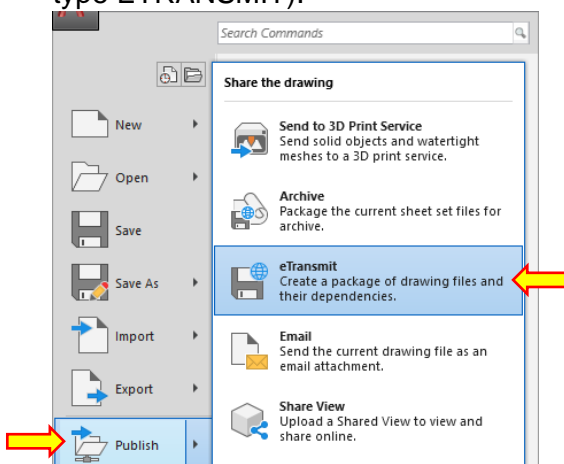 type ETRANSMIT).
Search Commands
Share the drawing
New
Open
Save
Save As
Import
Export
Publish
Send to 3D Print Service
Send solid objects and watertight
meshes to a 3D print service.
Archive
Package the current sheet set files for
archive.
eTransmit
Create a package of drawing files and
their dependencies.
Email
Send the current drawing file as an
email attachment.
Share View
Upload a Shared View to view and
share online.